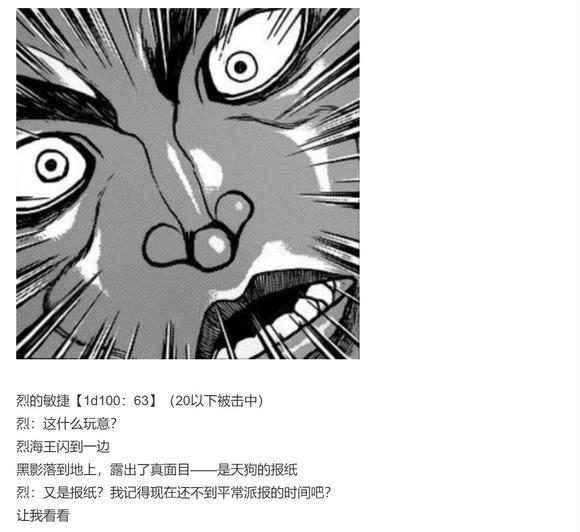 烈的敏捷【1d100：63】（20以下被击中）
烈：这什么玩意？
烈海王闪到一边
黑影落到地上，露出了真面目——是天狗的报纸
烈：又是报纸？我记得现在还不到平常派报的时间吧？
让我看看